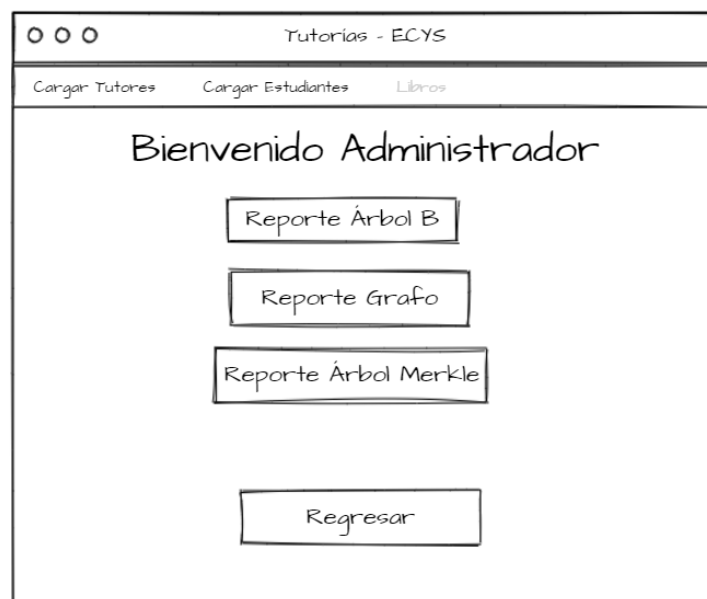 Tutorias - ECYS
Cargar Tutores Cargar Estudiantes Libros
Bienvenido Administrador
Reporte Árbol B
Reporte Grafo
Reporte Árbol Merkle
Regresar